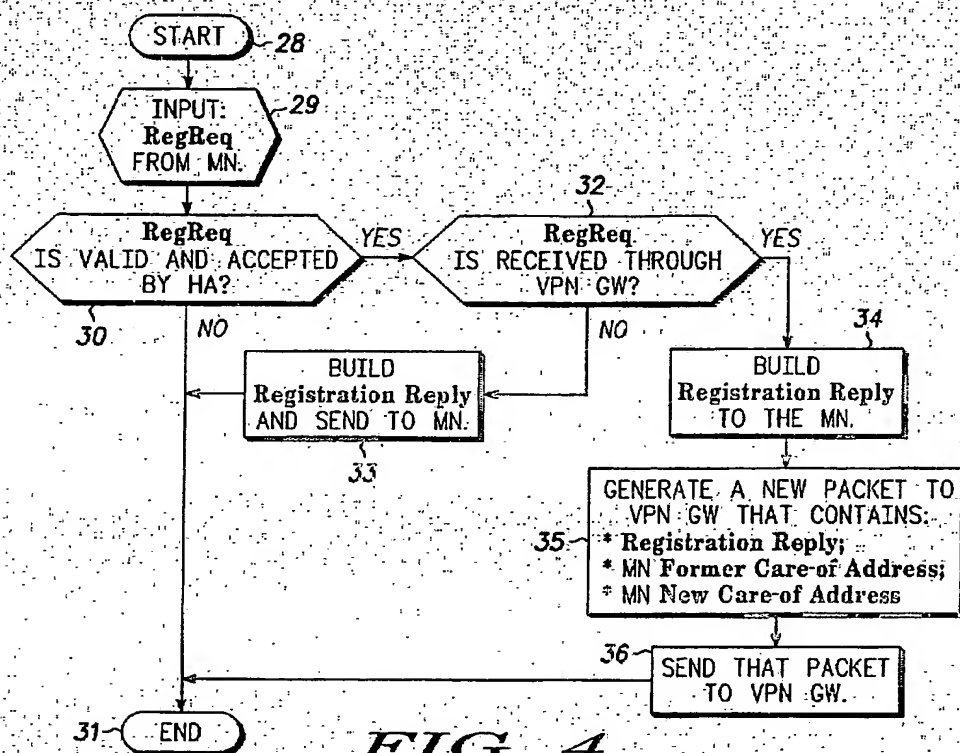 START
28
INPUT:
RegReq
FROM MN.
29
RegReq
IS VALID AND ACCEPTED
BY HA?
30
YES
NO
32
RegReq
IS RECEIVED THROUGH
VPN GW?
YES
NO
BUILD
Registration Reply
AND SEND TO MN.
33
34
BUILD
Registration Reply
TO THE MN.
35
GENERATE A NEW PACKET TO
VPN GW THAT CONTAINS:
* Registration Reply;
* MN Former Care-of Address;
* MN New Care-of Address
36
SEND THAT PACKET
TO VPN GW.
31
END
FIG. 4